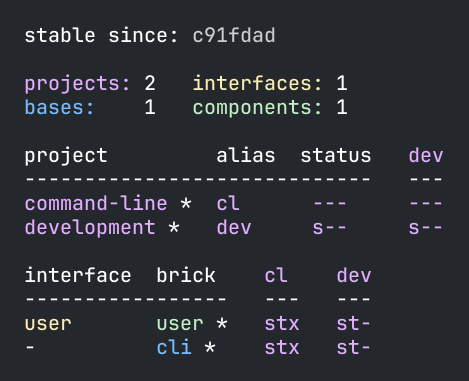 stable since: c91fdad
projects: 2   interfaces: 1
bases:    1   components: 1
project          alias  status   dev
-----------------------------   ---
command-line *  cl      ---     ---
development *   dev     s--     s--
interface  brick    cl   dev
-----------------   ---   ---
user       user *   stx   st-
-          cli *    stx   st-